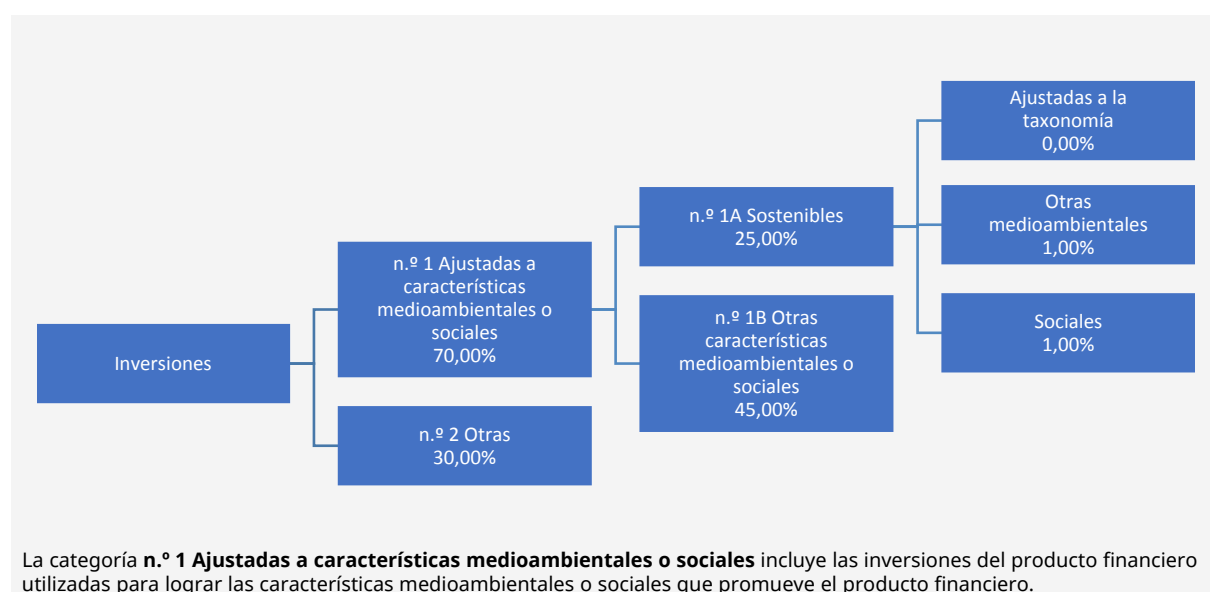 Inversiones
n.º 1 Ajustadas a
características
medioambientales o
sociales
70,00%
n.º 2 Otras
30,00%
n.º 1A Sostenibles
25,00%
n.º 1B Otras
características
medioambientales o
sociales
45,00%
Ajustadas a la
taxonomía
0,00%
Otras
medioambientales
1,00%
Sociales
1,00%
La categoría n.º 1 Ajustadas a características medioambientales o sociales incluye las inversiones del producto financiero
utilizadas para lograr las características medioambientales o sociales que promueve el producto financiero.